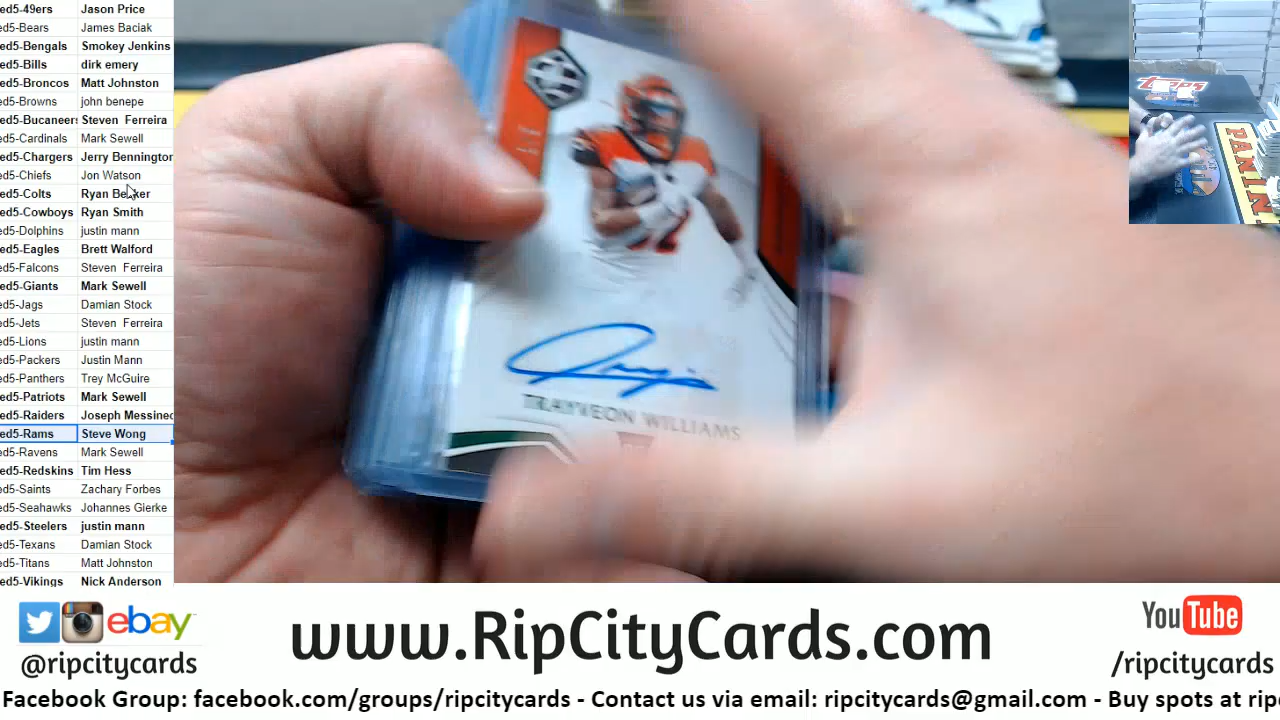 ed5-49ers Jason Price
ed5-Bears James Baciak
ed5-Bengals Smokey Jenkins
ed5-Bills dirk emery
ed5-Broncos Matt Johnston
ed5-Browns john benepe
ed5-Bucaneers Steven Ferreira
ed5-Cardinals Mark Sewell
ed5-Chargers Jerry Bennington
ed5-Chiefs Jon Watson
ed5-Colts Ryan
ed5-Cowboys Ryan Smith
ed5-Dolphins justin mann
ed5-Eagles Brett Walford
ed5-Falcons Steven Ferreira
ed5-Giants Mark Sewell
ed5-Jags Damian Stock
ed5-Jets Steven Ferreira
ed5-Lions justin mann
ed5-Packers Justin Mann
ed5-Panthers Trey McGuire
ed5-Patriots Mark Sewell
ed5-Raiders Joseph Messinec
ed5-Rams Steve Wong
ed5-Ravens Mark Sewell
ed5-Redskins Tim Hess
ed5-Saints Zachary Forbes
ed5-Seahawks Johannes Gierke
ed5-Steelers justin mann
ed5-Texans Damian Stock
ed5-Titans Matt Johnston
ed5-Vikings Nick Anderson
TRAYVEON WILLIAMS
Topps
PANIN
ebay
@ripcitycards
www.RipCityCards.com
YouTube
/ripcitycards
Facebook Group: facebook.com/groups/ripcitycards - Contact us via email: ripcitycards@gmail.com - Buy spots at rip